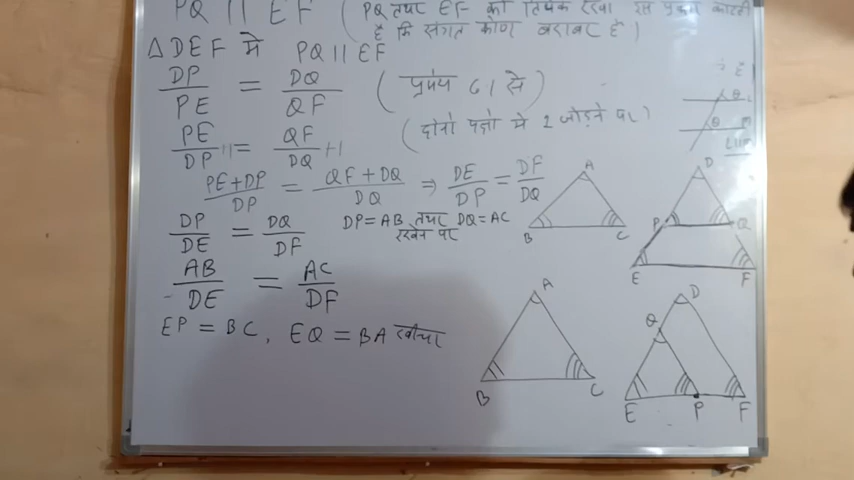 PQ || EF ( PQ तथा EF को तिर्यक रेखा इस प्रकार काटती
है कि संगत कोण बराबर है )
△DEF मे PQ || EF
DP/PE = DQ/QF ( प्रमेय 6.1 से )
PE/DP +1 = QF/DQ +1 ( दोनो पक्षो मे 1 जोड़ने पर )
PE+DP/DP = QF+DQ/DQ ⇒ DE/DP = DF/DQ
DP/DE = DQ/DF DP = AB तथा DQ = AC
रखने पर
AB/DE = AC/DF
EP = BC, EQ = BA खींचा
θ
θ
A
B
C
D
P
Q
E
F
A
B
C
D
Q
E
P
F